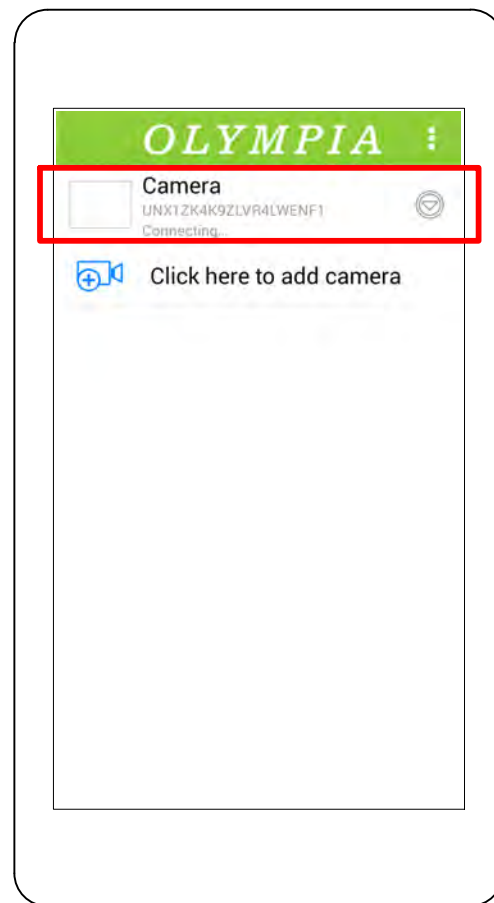 OLYMPIA
Camera
UNX1ZK4K9ZLVR4LWENF1
Connecting...
Click here to add camera